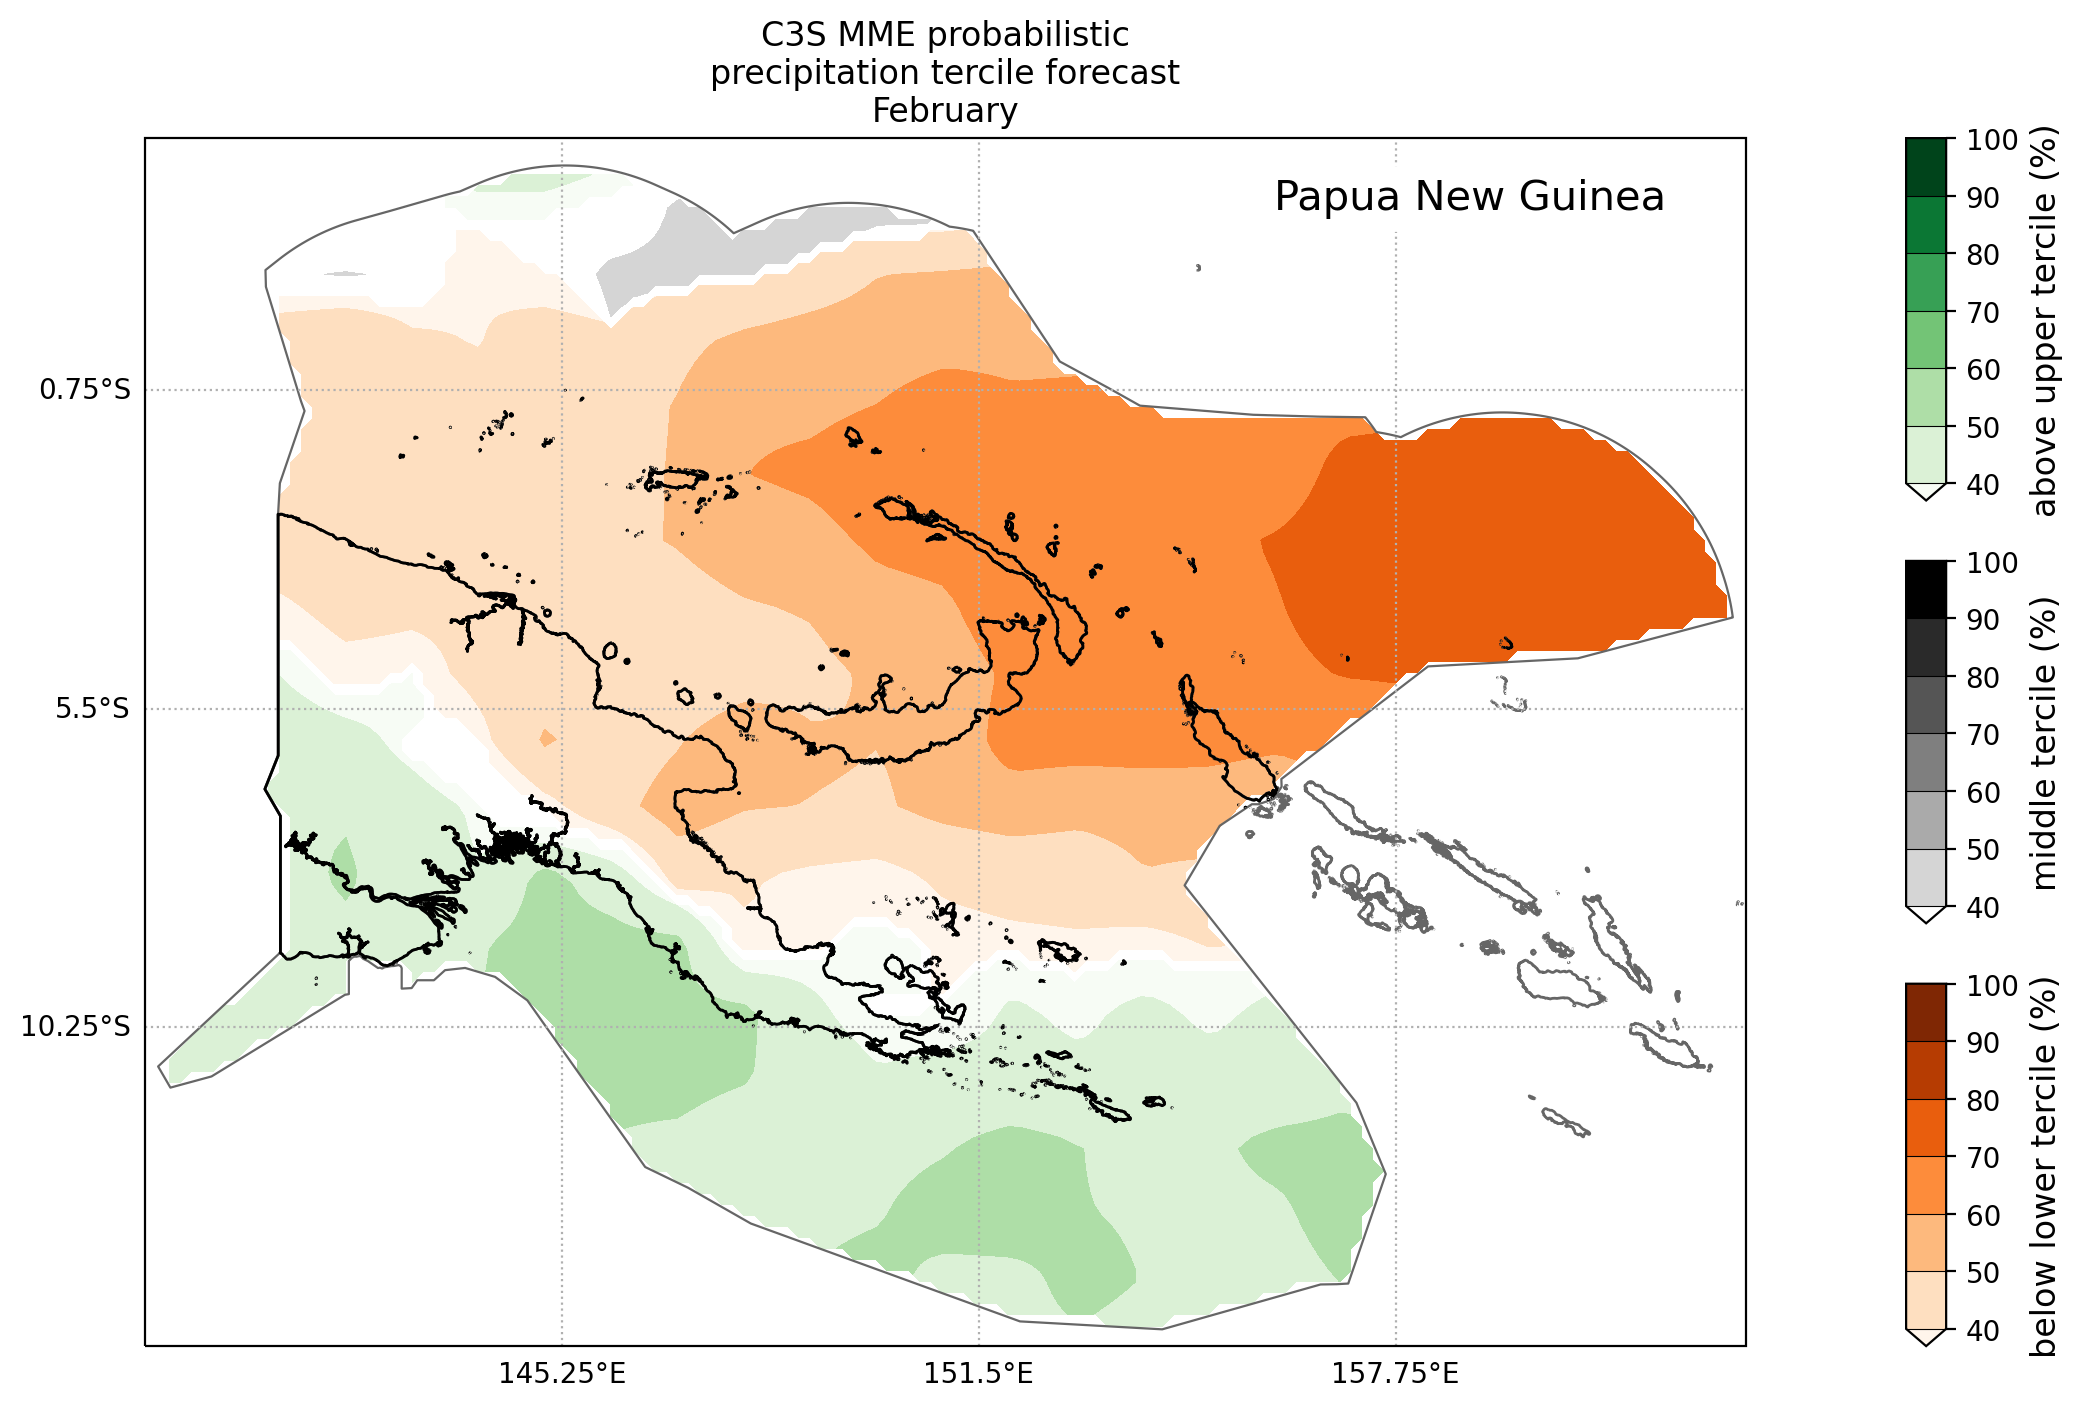 C3S MME probabilistic
precipitation tercile forecast
February
Papua New Guinea
0.75°S
5.5°S
10.25°S
145.25°E
151.5°E
157.75°E
100
90
80
70
60
50
40
above upper tercile (%)
100
90
80
70
60
50
40
middle tercile (%)
100
90
80
70
60
50
40
below lower tercile (%)